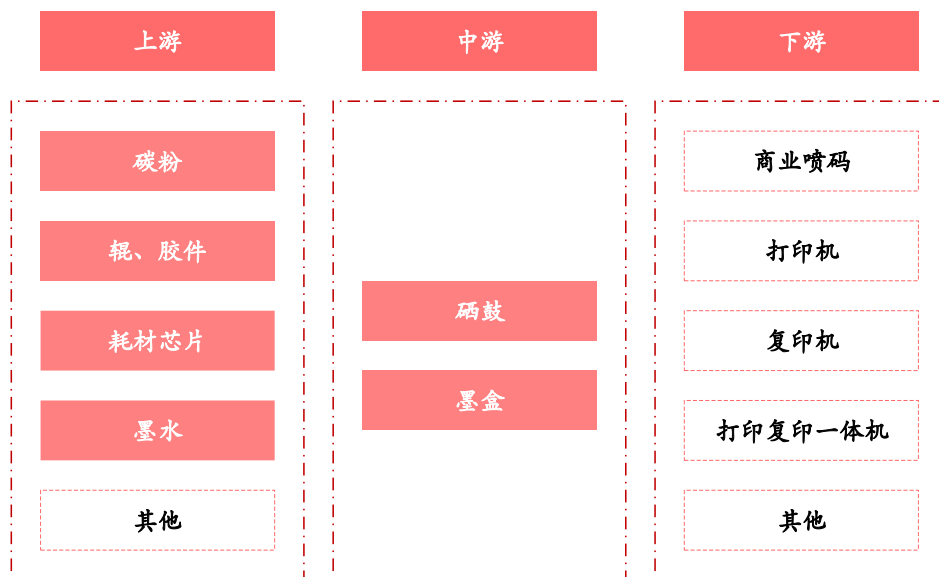 上游
中游
下游
碳粉
辊、胶件
耗材芯片
墨水
其他
硒鼓
墨盒
商业喷码
打印机
复印机
打印复印一体机
其他